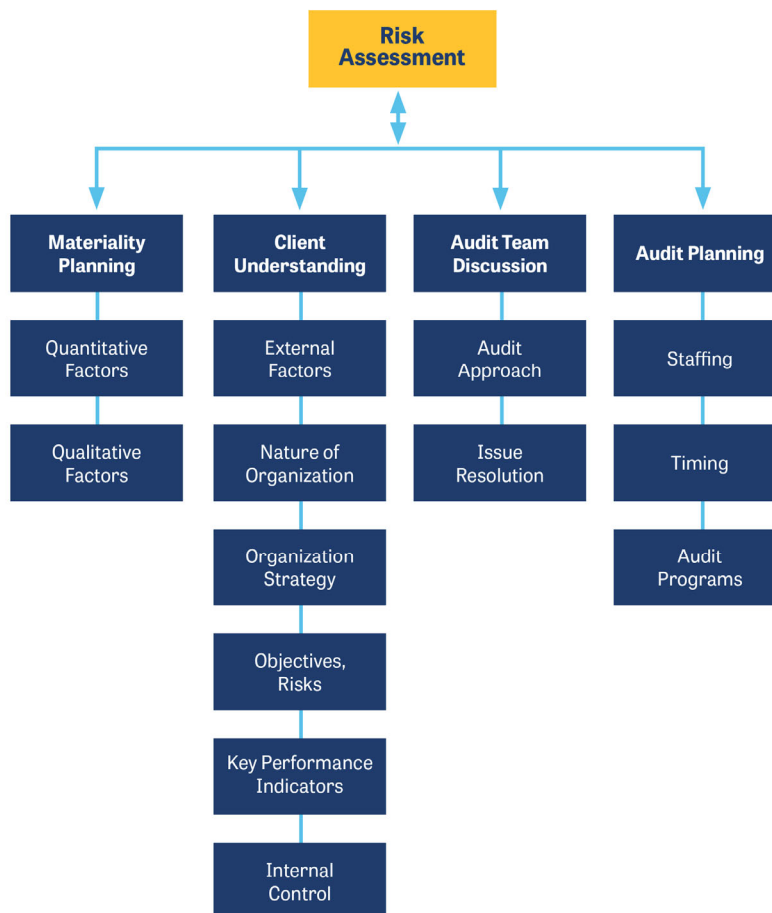 Risk
Assessment
Materiality
Planning
Quantitative
Factors
Qualitative
Factors
Client
Understanding
External
Factors
Nature of
Organization
Organization
Strategy
Objectives,
Risks
Key Performance
Indicators
Internal
Control
Audit Team
Discussion
Audit
Approach
Issue
Resolution
Audit Planning
Staffing
Timing
Audit
Programs